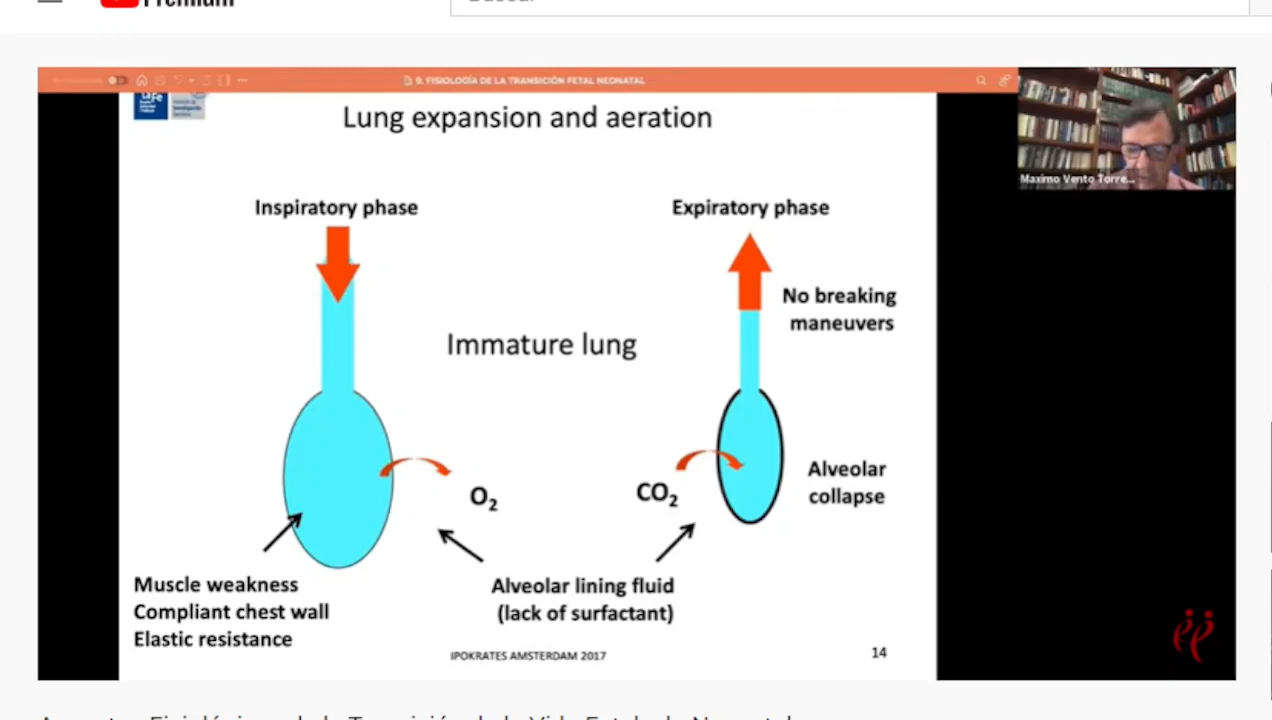 Premium
9. FISIOLOGÍA DE LA TRANSICIÓN FETAL NEONATAL
La Fe
Lung expansion and aeration
Maximo Vento Torre...
Inspiratory phase
Expiratory phase
No breaking
maneuvers
Immature lung
O₂
CO₂
Alveolar
collapse
Muscle weakness
Compliant chest wall
Elastic resistance
Alveolar lining fluid
(lack of surfactant)
IPOKRATES AMSTERDAM 2017
14